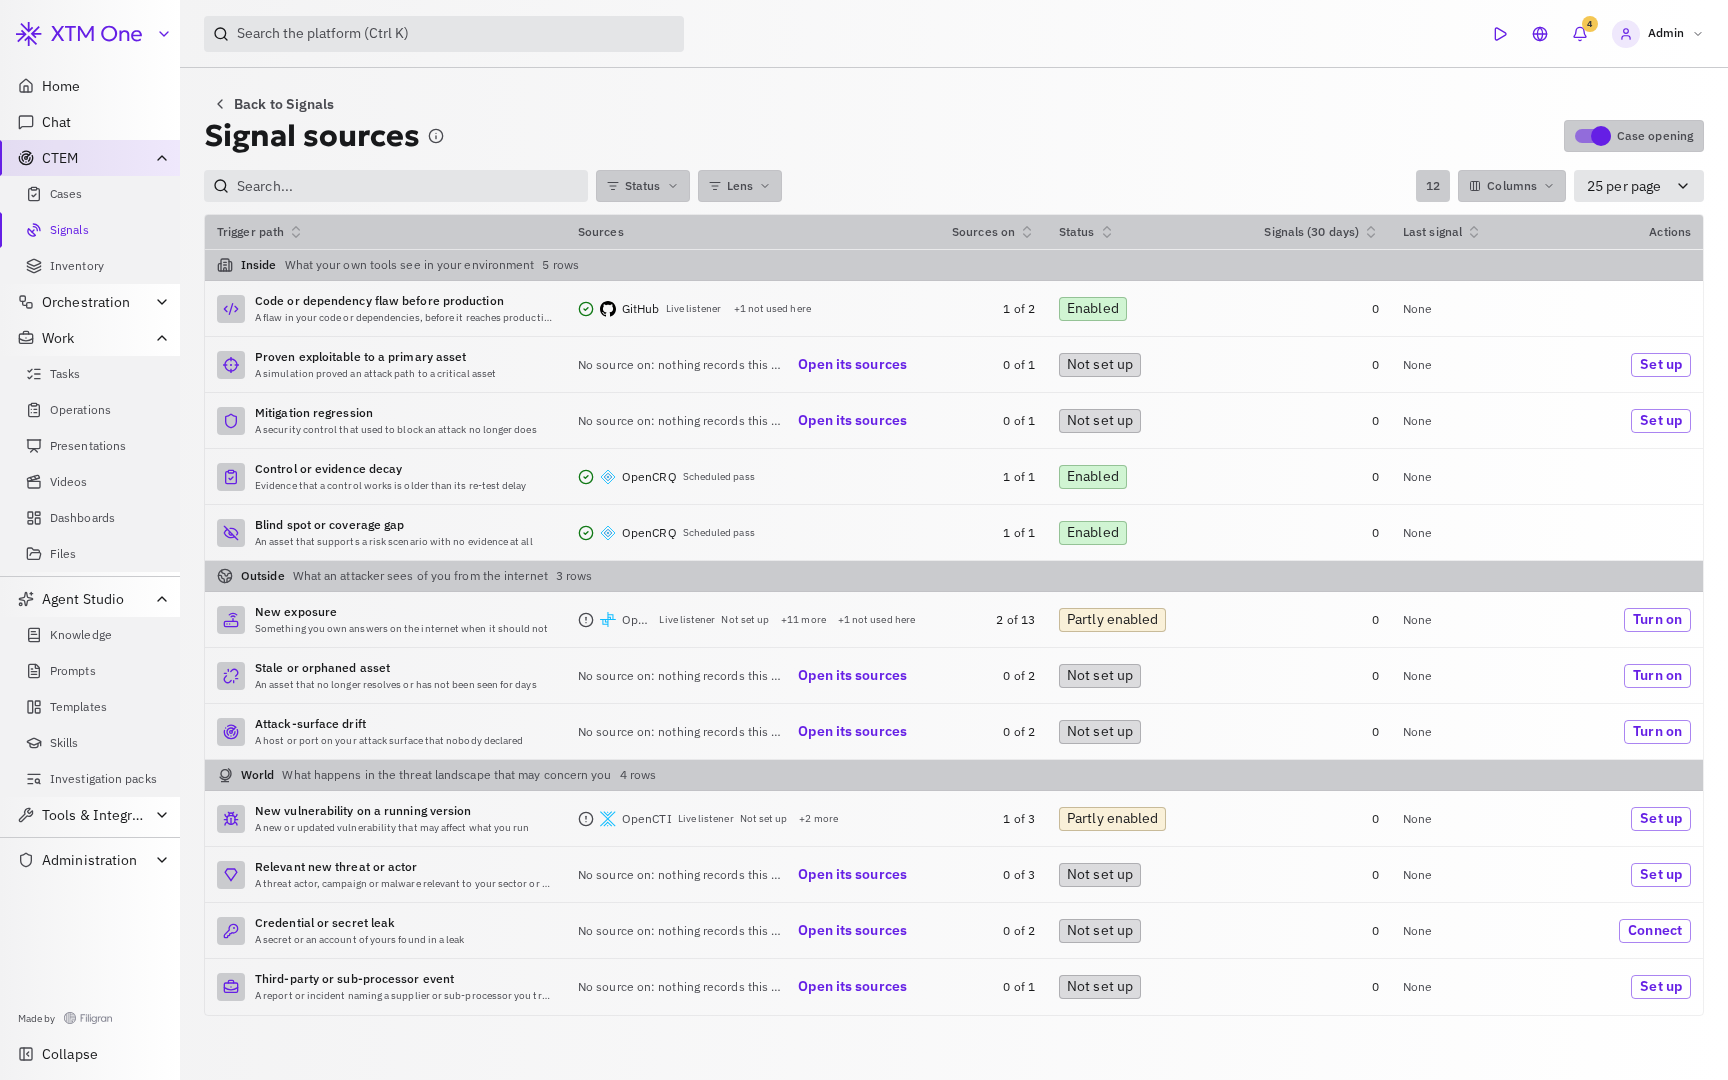 XTM One
Search the platform (Ctrl K)
4
Admin
Home
Chat
CTEM
Cases
Signals
Inventory
Orchestration
Work
Tasks
Operations
Presentations
Videos
Dashboards
Files
Agent Studio
Knowledge
Prompts
Templates
Skills
Investigation packs
Tools & Integr...
Administration
Made by Filigran
Collapse
Back to Signals
Signal sources
Case opening
Search...
Status
Lens
12
Columns
25 per page
Trigger path Sources Sources on Status Signals (30 days) Last signal Actions
Inside What your own tools see in your environment 5 rows
Code or dependency flaw before production
A flaw in your code or dependencies, before it reaches producti...
GitHub Live listener +1 not used here 1 of 2 Enabled 0 None
Proven exploitable to a primary asset
A simulation proved an attack path to a critical asset
No source on: nothing records this ... Open its sources 0 of 1 Not set up 0 None Set up
Mitigation regression
A security control that used to block an attack no longer does
No source on: nothing records this ... Open its sources 0 of 1 Not set up 0 None Set up
Control or evidence decay
Evidence that a control works is older than its re-test delay
OpenCRQ Scheduled pass 1 of 1 Enabled 0 None
Blind spot or coverage gap
An asset that supports a risk scenario with no evidence at all
OpenCRQ Scheduled pass 1 of 1 Enabled 0 None
Outside What an attacker sees of you from the internet 3 rows
New exposure
Something you own answers on the internet when it should not
Op... Live listener Not set up +11 more +1 not used here 2 of 13 Partly enabled 0 None Turn on
Stale or orphaned asset
An asset that no longer resolves or has not been seen for days
No source on: nothing records this ... Open its sources 0 of 2 Not set up 0 None Turn on
Attack-surface drift
A host or port on your attack surface that nobody declared
No source on: nothing records this ... Open its sources 0 of 2 Not set up 0 None Turn on
World What happens in the threat landscape that may concern you 4 rows
New vulnerability on a running version
A new or updated vulnerability that may affect what you run
OpenCTI Live listener Not set up +2 more 1 of 3 Partly enabled 0 None Set up
Relevant new threat or actor
A threat actor, campaign or malware relevant to your sector or ...
No source on: nothing records this ... Open its sources 0 of 3 Not set up 0 None Set up
Credential or secret leak
A secret or an account of yours found in a leak
No source on: nothing records this ... Open its sources 0 of 2 Not set up 0 None Connect
Third-party or sub-processor event
A report or incident naming a supplier or sub-processor you tr...
No source on: nothing records this ... Open its sources 0 of 1 Not set up 0 None Set up